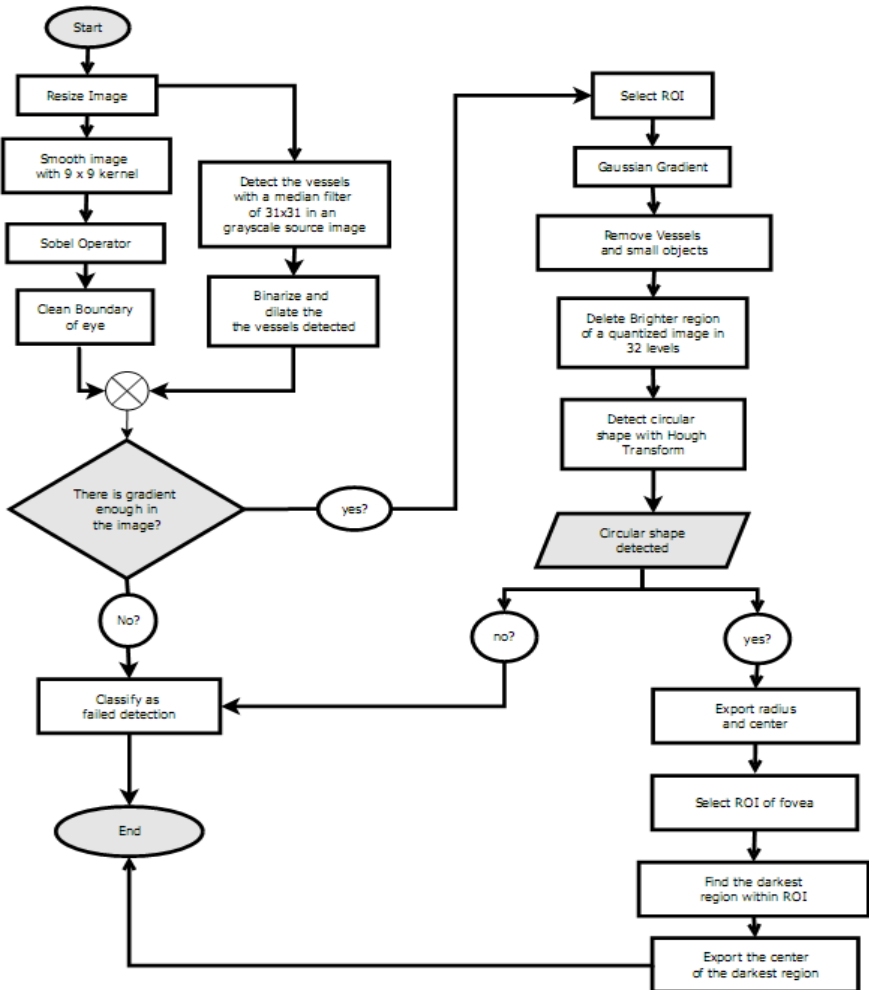 Start
Resize Image
Smooth image
with 9 x 9 kernel
Sobel Operator
Clean Boundary
of eye
Detect the vessels
with a median filter
of 31x31 in an
grayscale source image
Binarize and
dilate the
the vessels detected
There is gradient
enough in
the image?
yes?
No?
Classify as
failed detection
End
Select ROI
Gaussian Gradient
Remove Vessels
and small objects
Delete Brighter region
of a quantized image in
32 levels
Detect circular
shape with Hough
Transform
Circular shape
detected
no?
yes?
Export radius
and center
Select ROI of fovea
Find the darkest
region within ROI
Export the center
of the darkest region